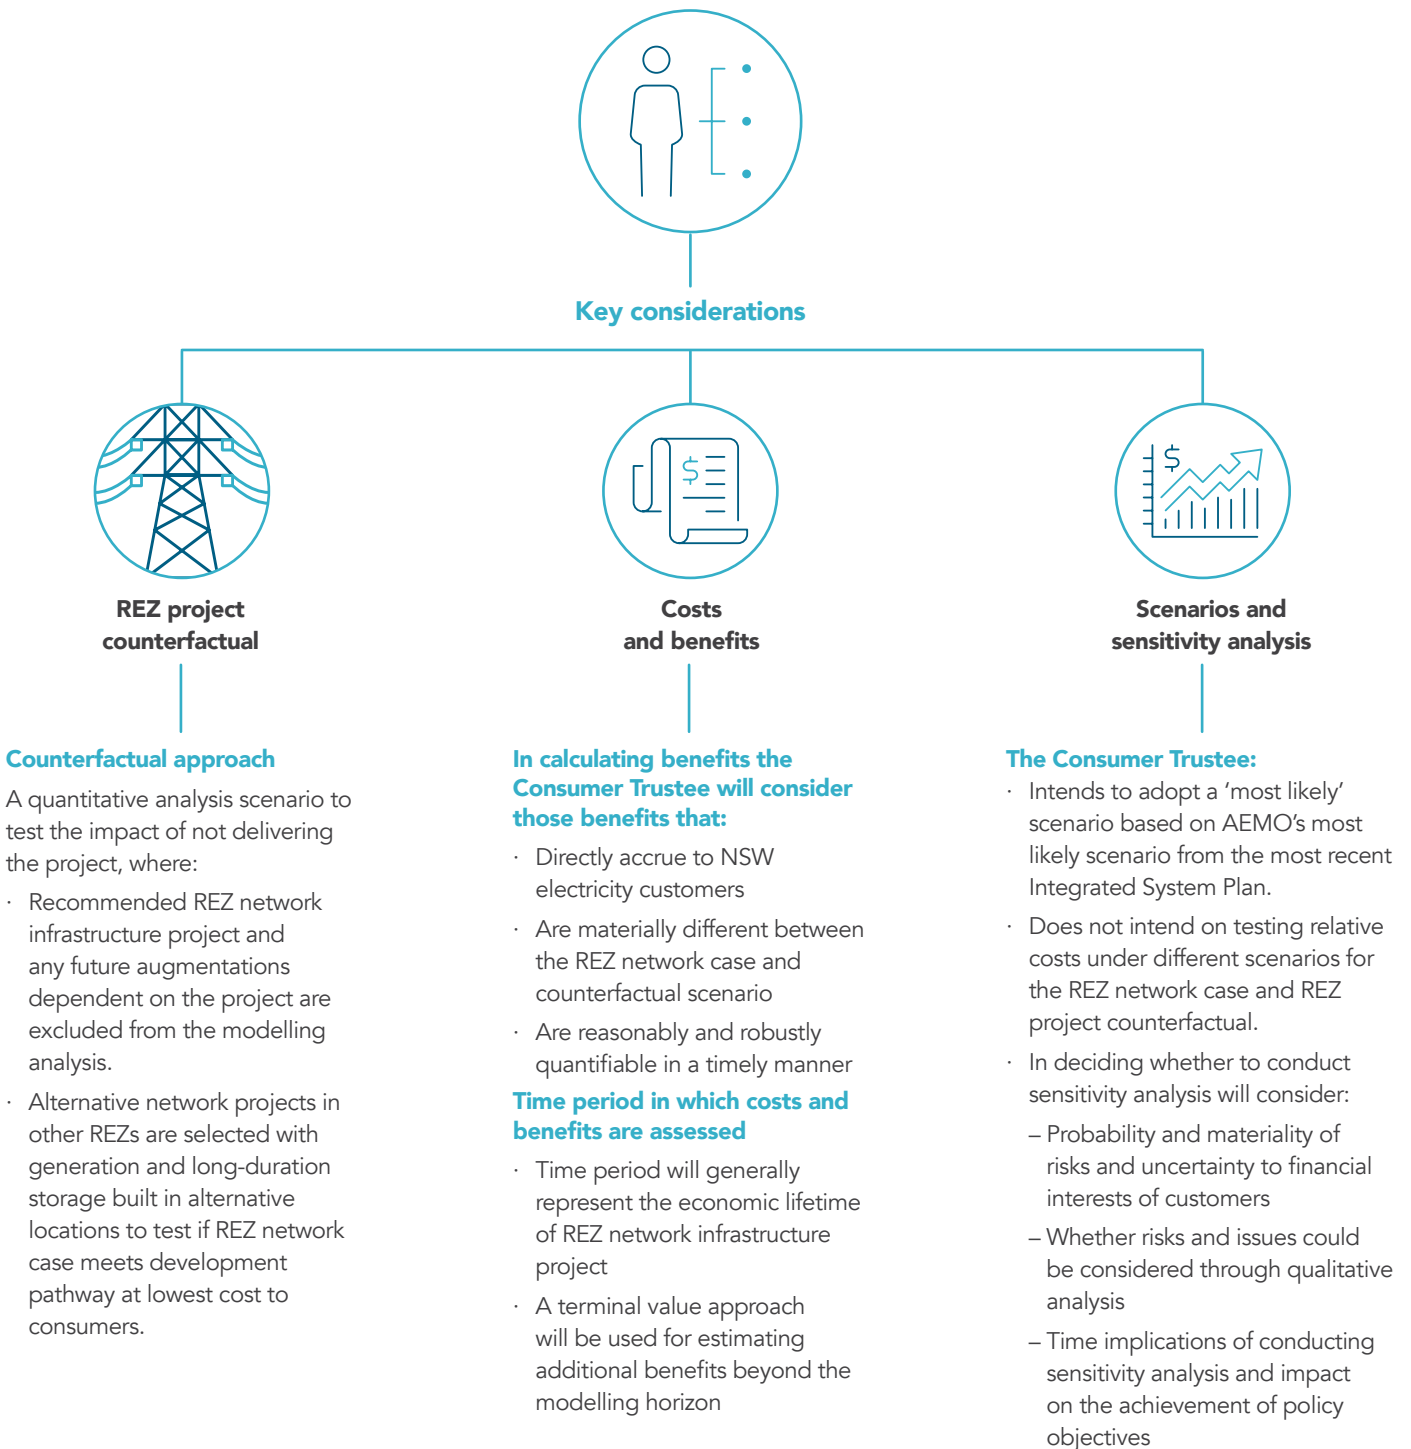 Key considerations
REZ project
counterfactual
Counterfactual approach
A quantitative analysis scenario to
test the impact of not delivering
the project, where:
· Recommended REZ network
infrastructure project and
any future augmentations
dependent on the project are
excluded from the modelling
analysis.
· Alternative network projects in
other REZs are selected with
generation and long-duration
storage built in alternative
locations to test if REZ network
case meets development
pathway at lowest cost to
consumers.
$
Costs
and benefits
In calculating benefits the
Consumer Trustee will consider
those benefits that:
· Directly accrue to NSW
electricity customers
· Are materially different between
the REZ network case and
counterfactual scenario
· Are reasonably and robustly
quantifiable in a timely manner
Time period in which costs and
benefits are assessed
· Time period will generally
represent the economic lifetime
of REZ network infrastructure
project
· A terminal value approach
will be used for estimating
additional benefits beyond the
modelling horizon
$
Scenarios and
sensitivity analysis
The Consumer Trustee:
· Intends to adopt a ‘most likely’
scenario based on AEMO’s most
likely scenario from the most recent
Integrated System Plan.
· Does not intend on testing relative
costs under different scenarios for
the REZ network case and REZ
project counterfactual.
· In deciding whether to conduct
sensitivity analysis will consider:
– Probability and materiality of
risks and uncertainty to financial
interests of customers
– Whether risks and issues could
be considered through qualitative
analysis
– Time implications of conducting
sensitivity analysis and impact
on the achievement of policy
objectives